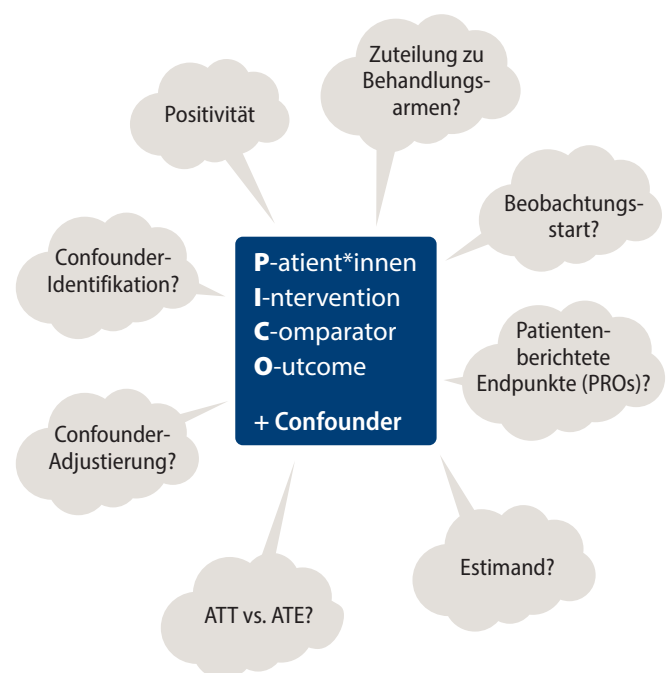 Zuteilung zu
Behandlungs-
armen?
Positivität
Beobachtungs-
start?
Confounder-
Identifikation?
P-atient*innen
I-ntervention
C-omparator
O-utcome
+ Confounder
Patienten-
berichtete
Endpunkte (PROs)?
Confounder-
Adjustierung?
Estimand?
ATT vs. ATE?